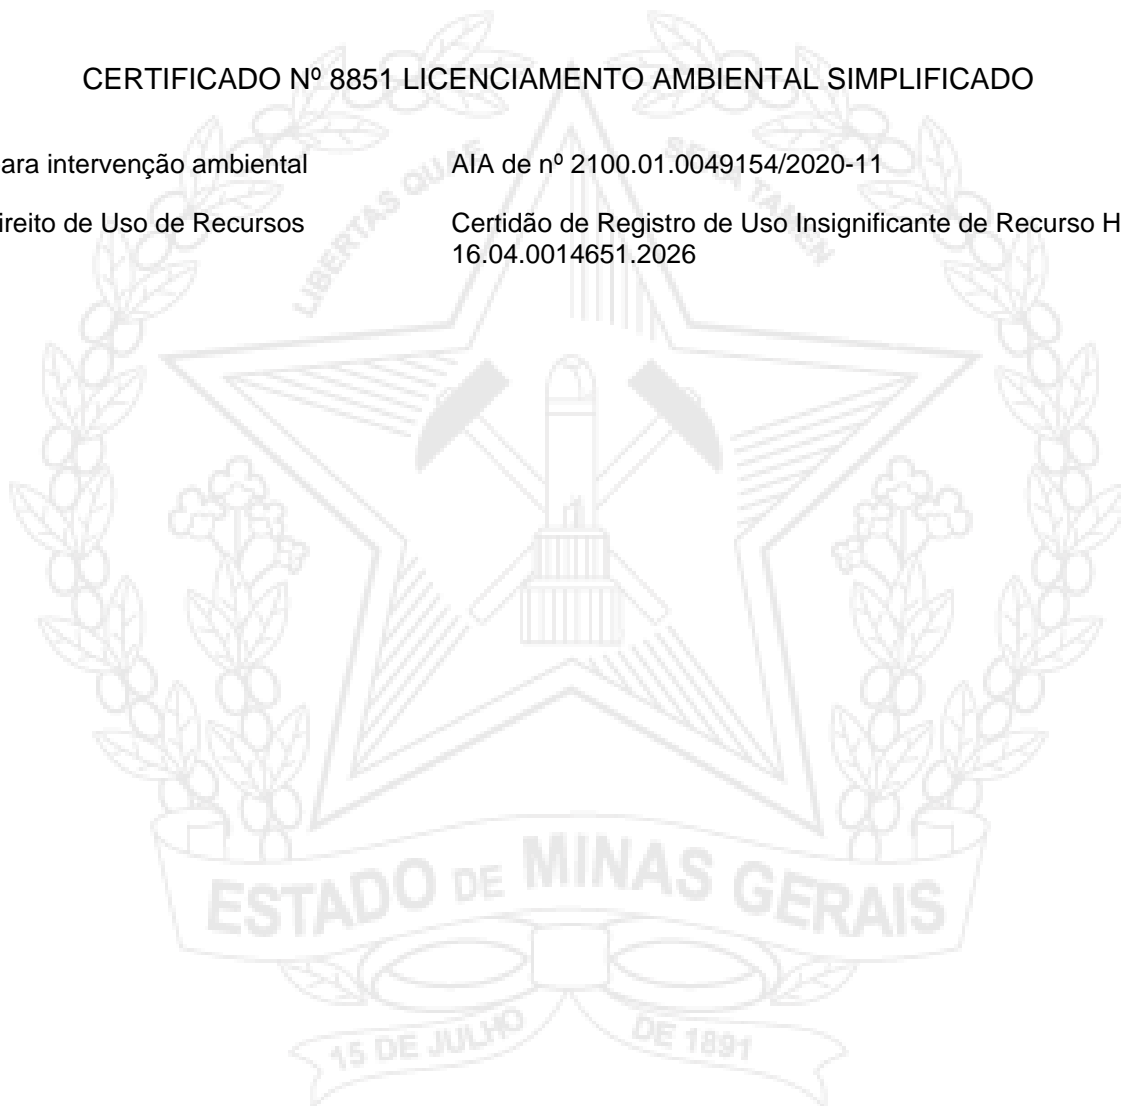 CERTIFICADO Nº 8851 LICENCIAMENTO AMBIENTAL SIMPLIFICADO
ara intervenção ambiental AIA de nº 2100.01.0049154/2020-11
ireito de Uso de Recursos Certidão de Registro de Uso Insignificante de Recurso H
16.04.0014651.2026
LIBERTAS QUAE SERA TAMEN
ESTADO DE MINAS GERAIS
15 DE JULHO DE 1891